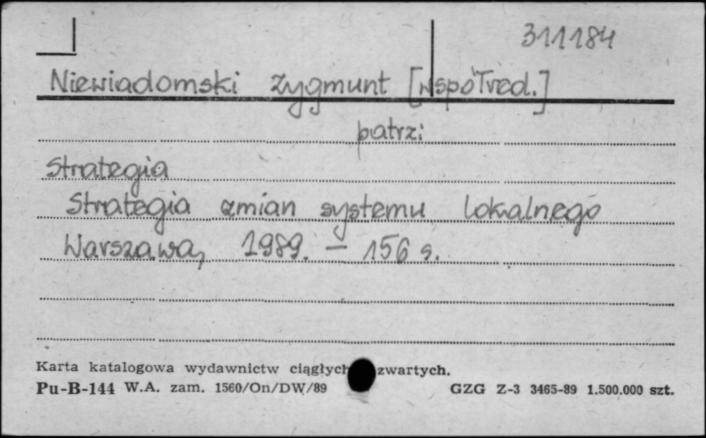 311184
Niewiadomski Zygmunt [współred.]
patrz:
Strategia
Strategia zmian systemu lokalnego
Warszawa, 1989. — 156 s.
Karta katalogowa wydawnictw ciągłych zwartych.
Pu-B-144 W.A. zam. 1560/On/DW/89 GZG Z-3 3465-89 1.500.000 szt.